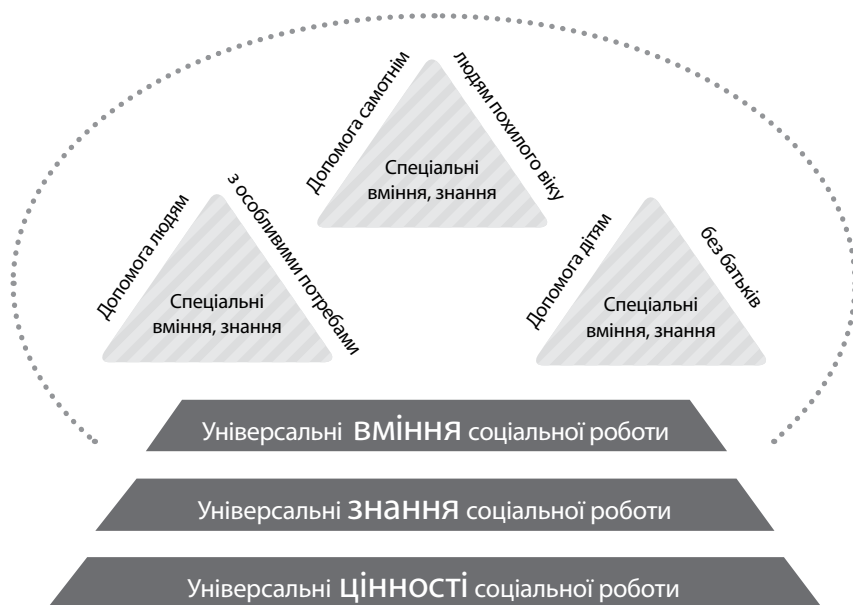 Допомога самотнім
людям похилого віку
Спеціальні
вміння, знання
Допомога людям
з особливими потребами
Спеціальні
вміння, знання
Допомога дітям
без батьків
Спеціальні
вміння, знання
Універсальні вміння соціальної роботи
Універсальні знання соціальної роботи
Універсальні цінності соціальної роботи